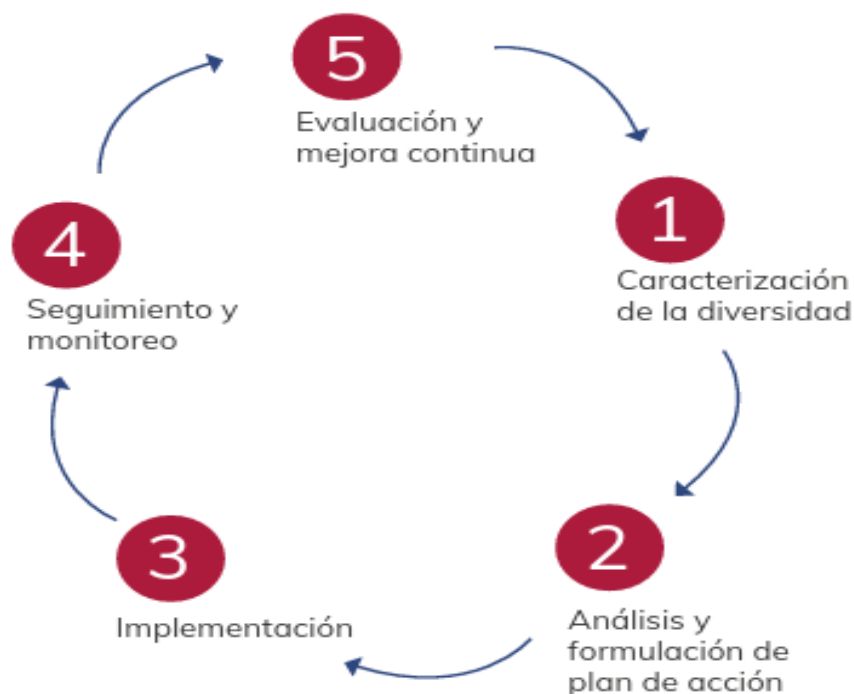 5
Evaluación y
mejora continua
1
Caracterización
de la diversidad
2
Análisis y
formulación de
plan de acción
3
Implementación
4
Seguimiento y
monitoreo